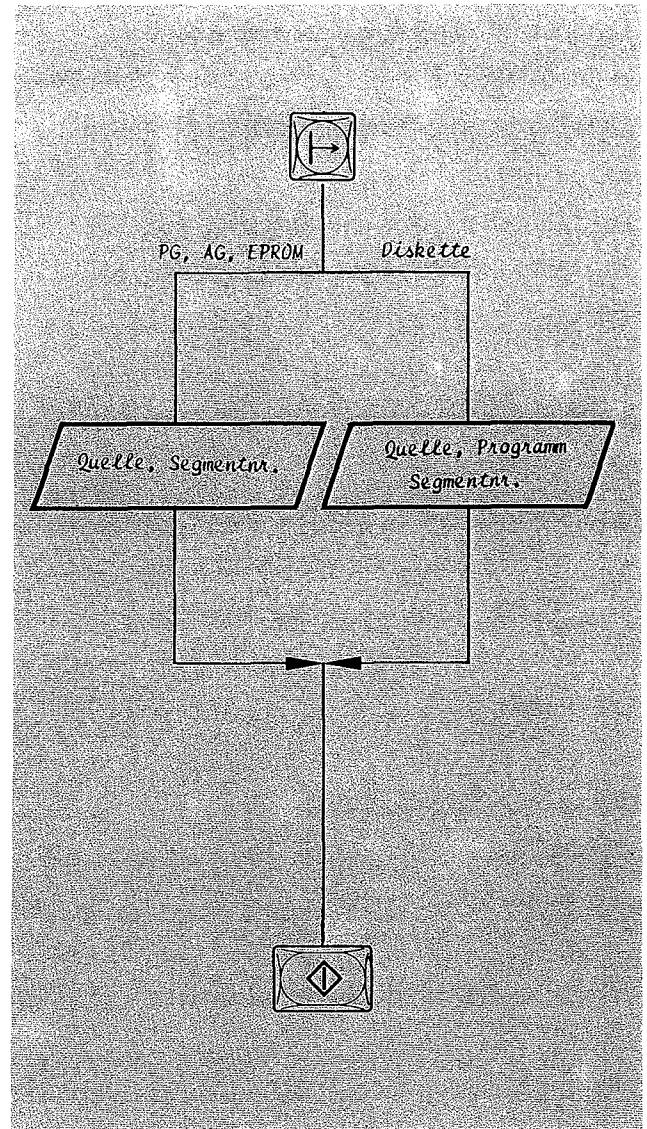 PG, AG, EPROM
Diskette
Quelle, Segmentnr.
Quelle, Programm
Segmentnr.